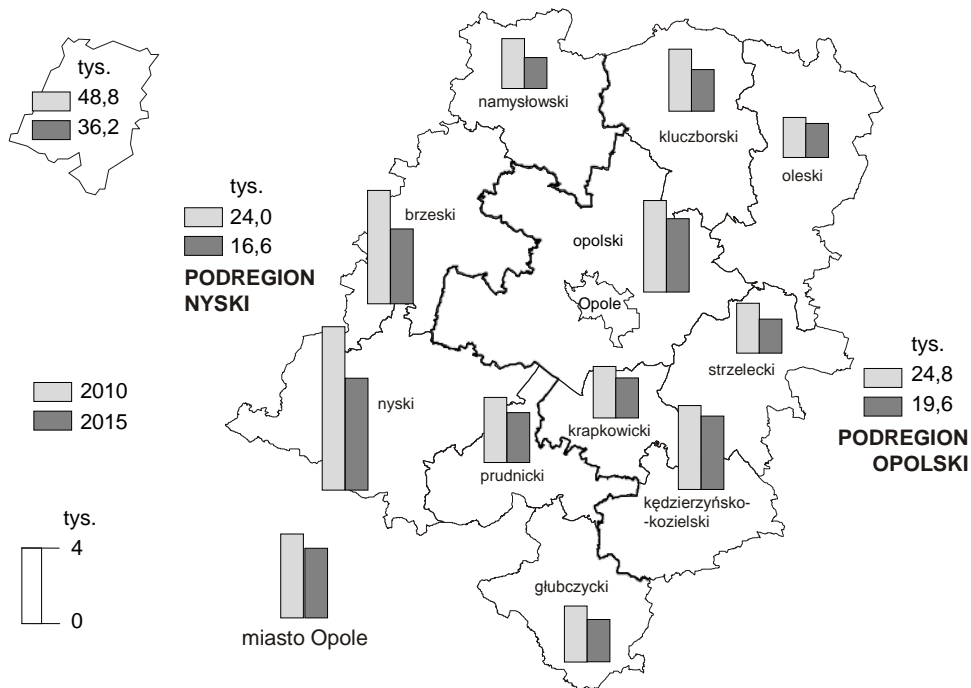 tys.
48,8
36,2
namysłowski
kluczborski
oleski
tys.
24,0
16,6
PODREGION
NYSKI
brzeski
opolski
Opole
strzelecki
tys.
24,8
19,6
PODREGION
OPOLSKI
2010
2015
nyski
krapkowicki
prudnicki
kędzierzyńsko-
-kozielski
tys.
4
0
miasto Opole
głubczycki